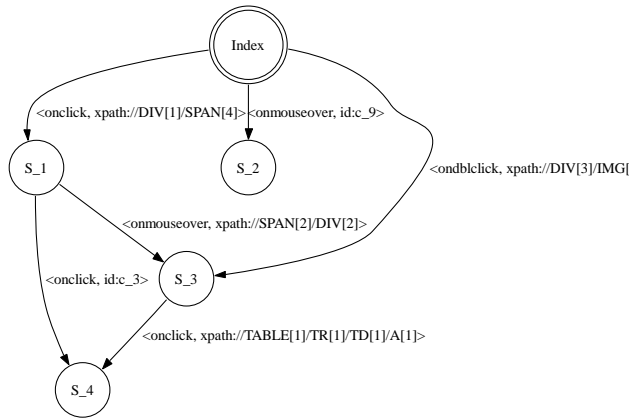 Index
<onclick, xpath://DIV[1]/SPAN[4]>
<onmouseover, id:c_9>
S_1
S_2
<ondblclick, xpath://DIV[3]/IMG[
<onmouseover, xpath://SPAN[2]/DIV[2]>
<onclick, id:c_3>
S_3
<onclick, xpath://TABLE[1]/TR[1]/TD[1]/A[1]>
S_4